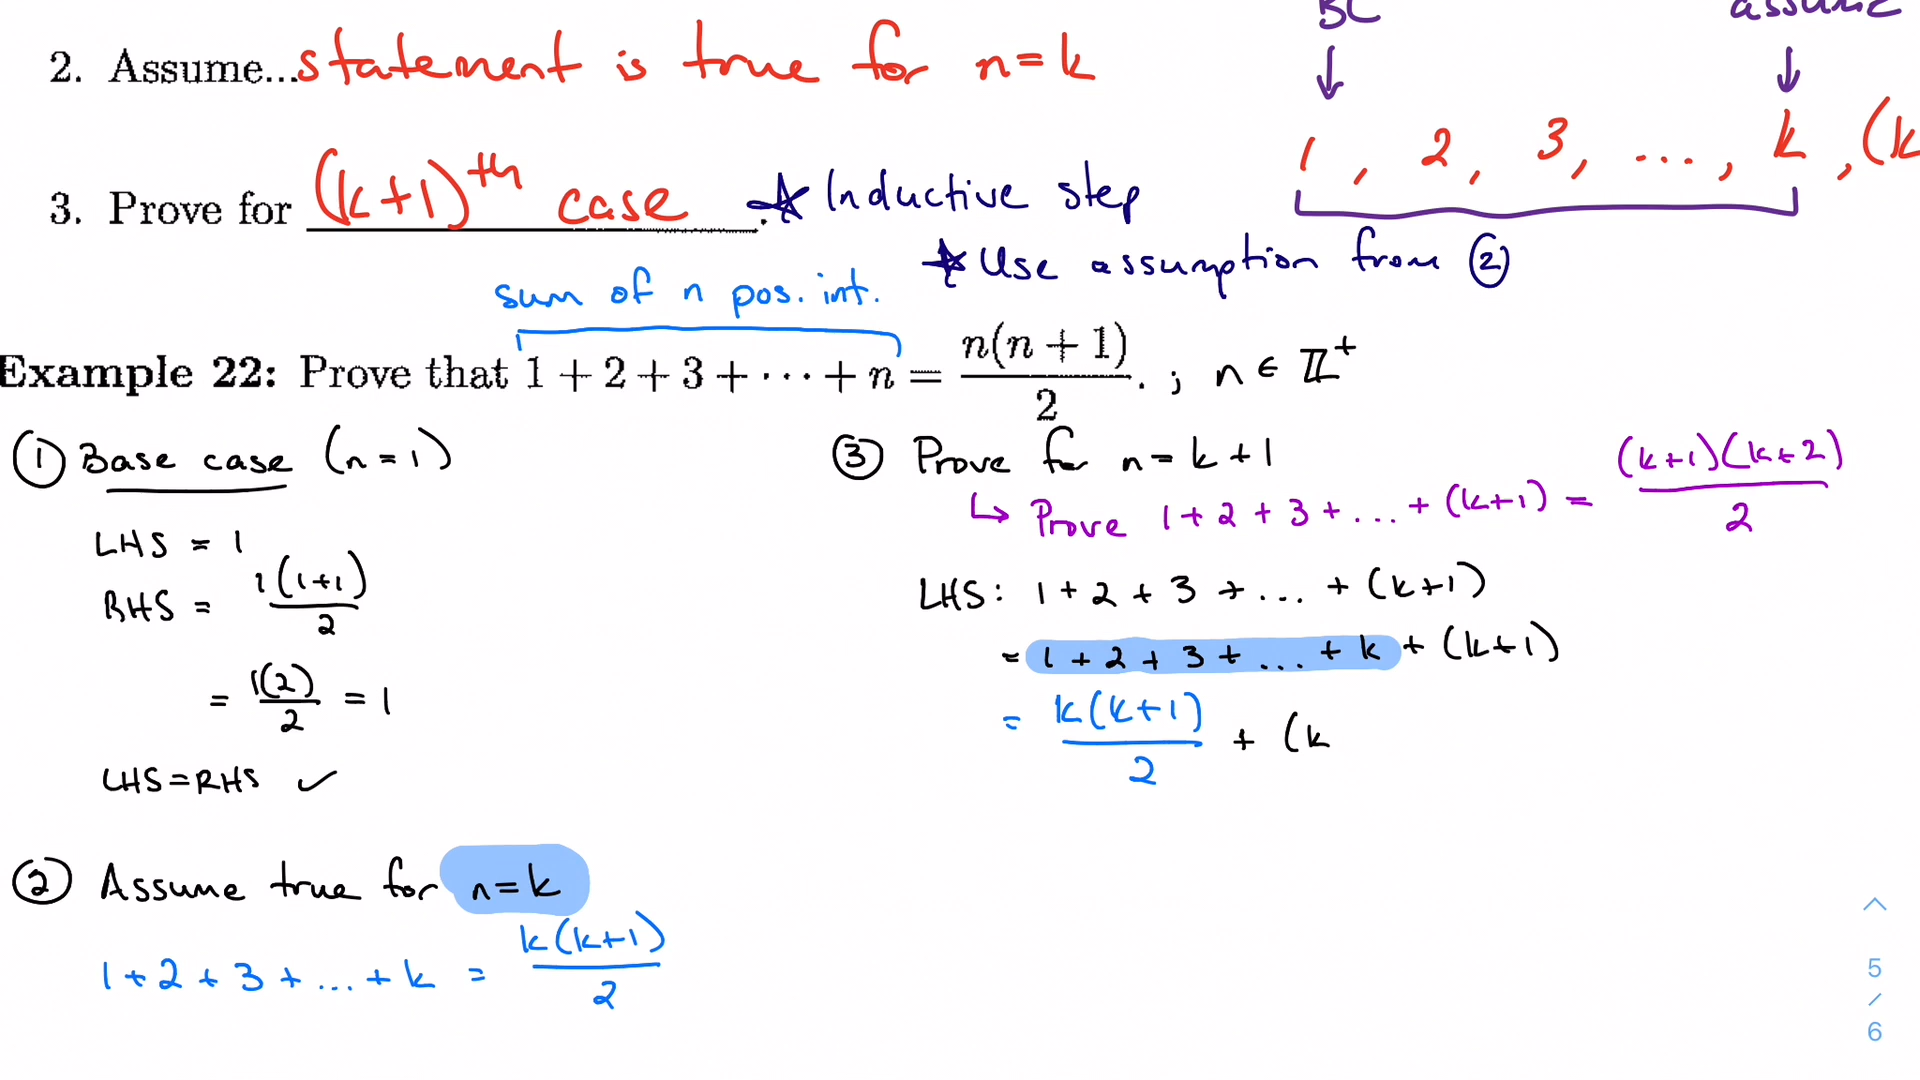 BC
assume
2. Assume...statement is true for n=k
↓ ↓
1, 2, 3, ..., k, (k
3. Prove for (k+1)ᵗʰ case. ☆ Inductive step
☆ Use assumption from ②
sum of n pos. int.
Example 22: Prove that 1 + 2 + 3 + ⋯ + n = n(n + 1)/2. ; n ∈ ℤ⁺
① Base case (n=1)
LHS = 1
RHS = 1(1+1)/2
= 1(2)/2 = 1
LHS=RHS ✓
② Assume true for n=k
1+2+3+...+k = k(k+1)/2
③ Prove for n=k+1
↳ Prove 1+2+3+...+(k+1) = (k+1)(k+2)/2
LHS: 1+2+3+...+(k+1)
= 1+2+3+...+k+(k+1)
= k(k+1)/2 + (k
5
/
6